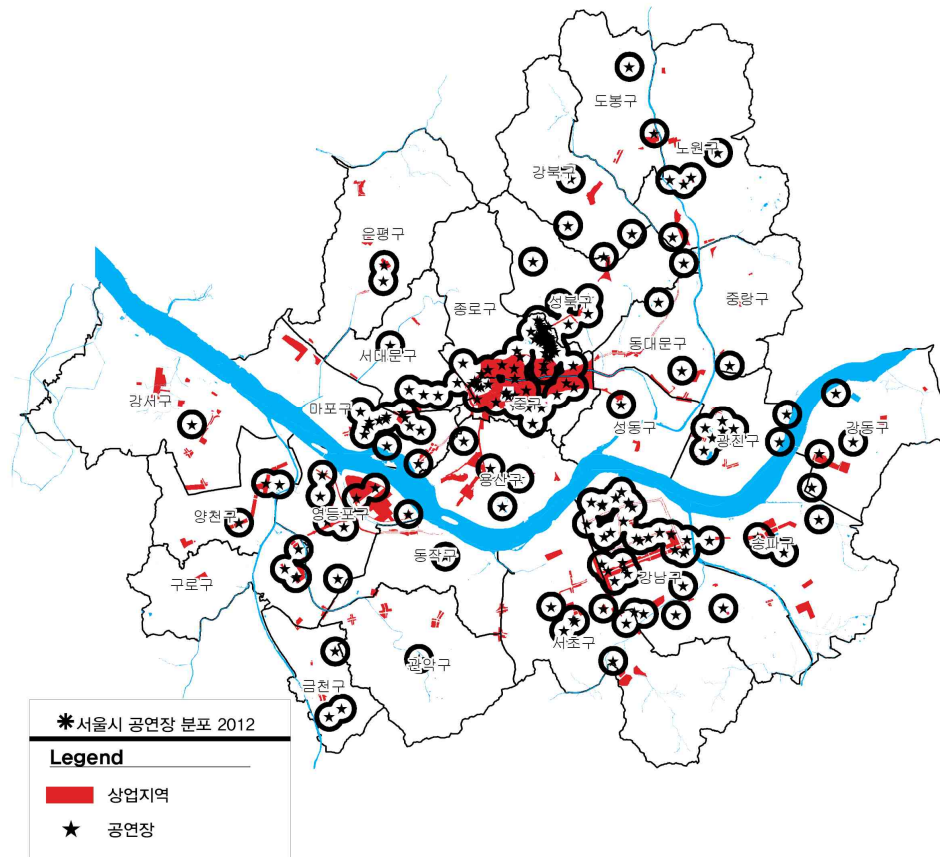 도봉구
노원구
강북구
은평구
성북구
종로구
중랑구
서대문구
동대문구
강서구
마포구
중구
성동구
광진구
강동구
용산구
양천구
영등포구
송파구
동작구
강남구
구로구
서초구
관악구
금천구
서울시 공연장 분포 2012
Legend
상업지역
공연장